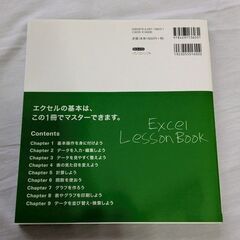 エクセルの基本は、
この1冊でマスターできます。
Excel
Lesson Book
Contents
Chapter 1 基本操作を身に付けよう
Chapter 2 データを入力・編集しよう
Chapter 3 データを見やすく整えよう
Chapter 4 表の見た目を変えよう
Chapter 5 計算しよう
Chapter 6 関数を使おう
Chapter 7 グラフを作ろう
Chapter 8 表やグラフを印刷しよう
Chapter 9 データを並び替え・検索しよう